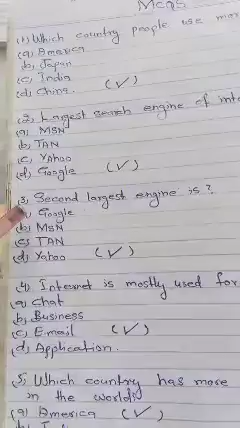 MCQs
(1) Which country people use mor
(a) America
(b) Japan
(c) India
(d) China. (✓)
(2) Largest search engine of inte
(a) MSN
(b) TAN
(c) Yahoo
(d) Google (✓)
(3) Second largest engine is?
Google
(b) MSN
(c) TAN
(d) Yahoo (✓)
(4) Internet is mostly used for
(a) Chat
(b) Business
(c) E.mail (✓)
(d) Application.
(5) Which country has more
in the world?
(a) America (✓)